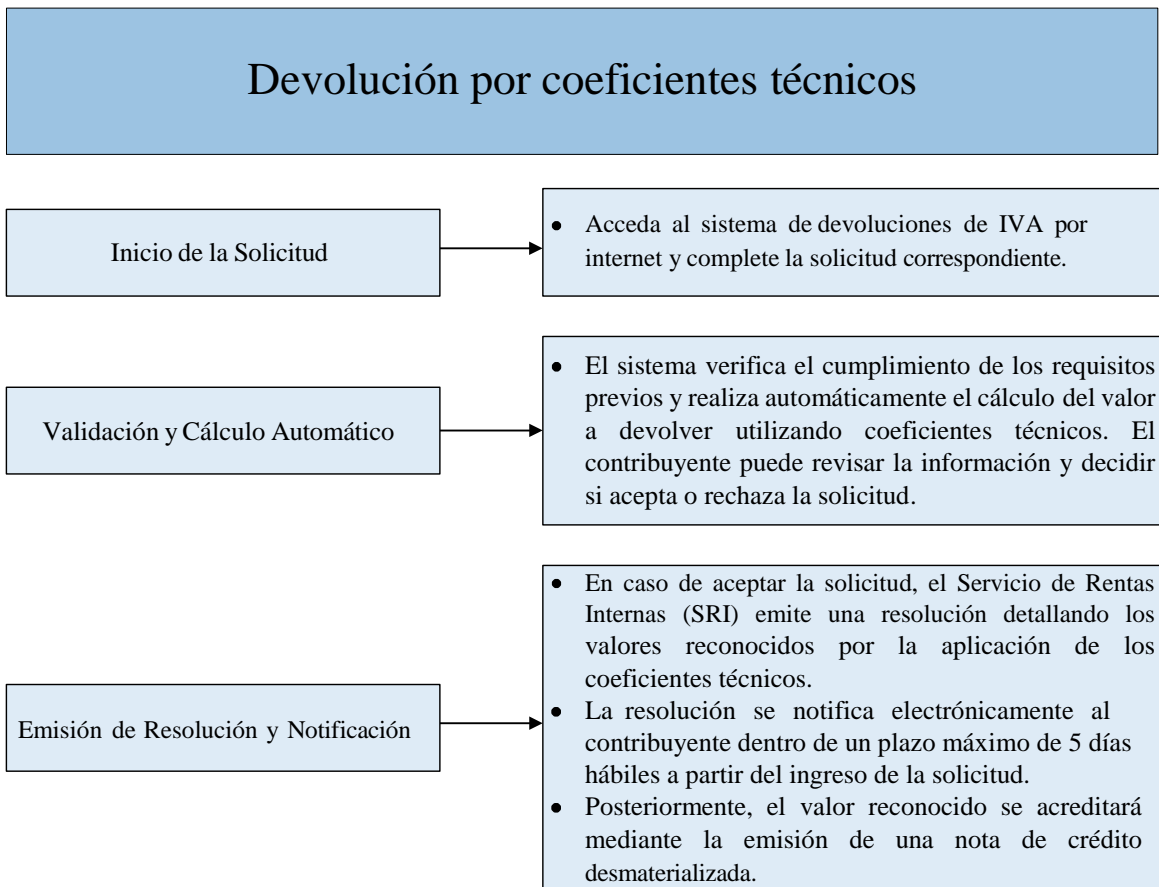 Devolución por coeficientes técnicos
Inicio de la Solicitud
• Acceda al sistema de devoluciones de IVA por
internet y complete la solicitud correspondiente.
Validación y Cálculo Automático
• El sistema verifica el cumplimiento de los requisitos
previos y realiza automáticamente el cálculo del valor
a devolver utilizando coeficientes técnicos. El
contribuyente puede revisar la información y decidir
si acepta o rechaza la solicitud.
Emisión de Resolución y Notificación
• En caso de aceptar la solicitud, el Servicio de Rentas
Internas (SRI) emite una resolución detallando los
valores reconocidos por la aplicación de los
coeficientes técnicos.
• La resolución se notifica electrónicamente al
contribuyente dentro de un plazo máximo de 5 días
hábiles a partir del ingreso de la solicitud.
• Posteriormente, el valor reconocido se acreditará
mediante la emisión de una nota de crédito
desmaterializada.